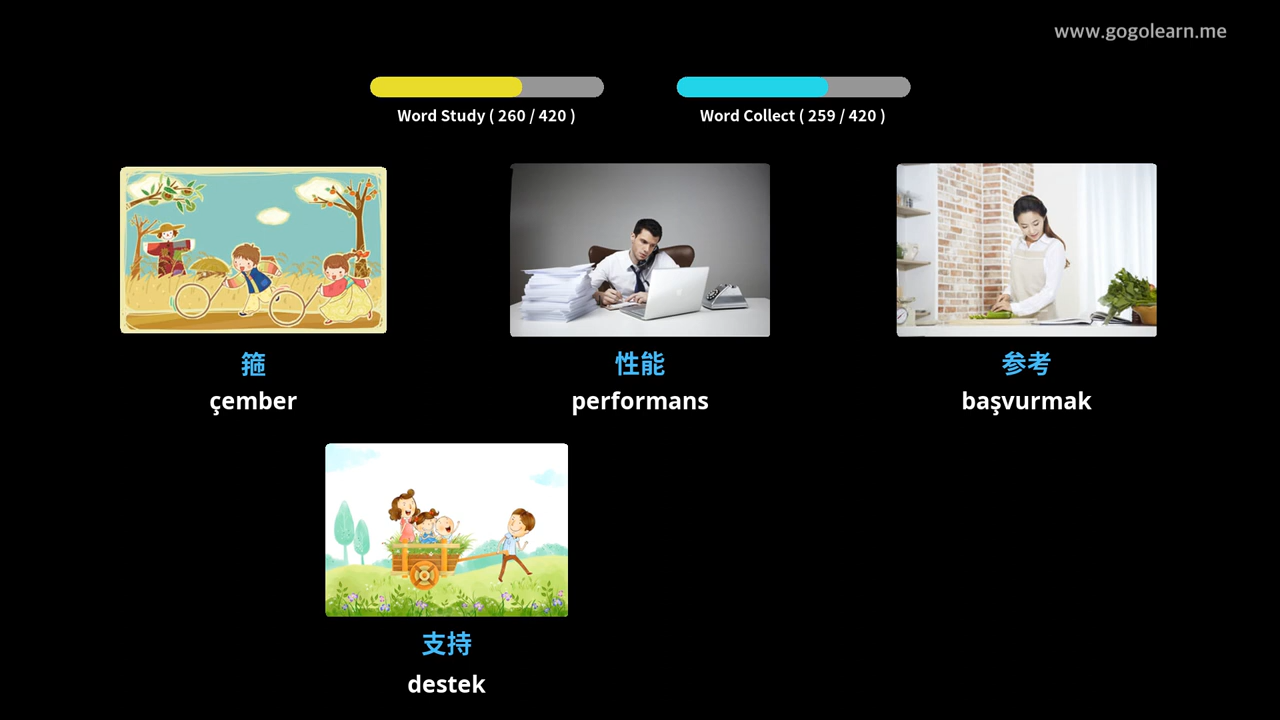 www.gogolearn.me
Word Study ( 260 / 420 )
Word Collect ( 259 / 420 )
箍
çember
性能
performans
参考
başvurmak
支持
destek